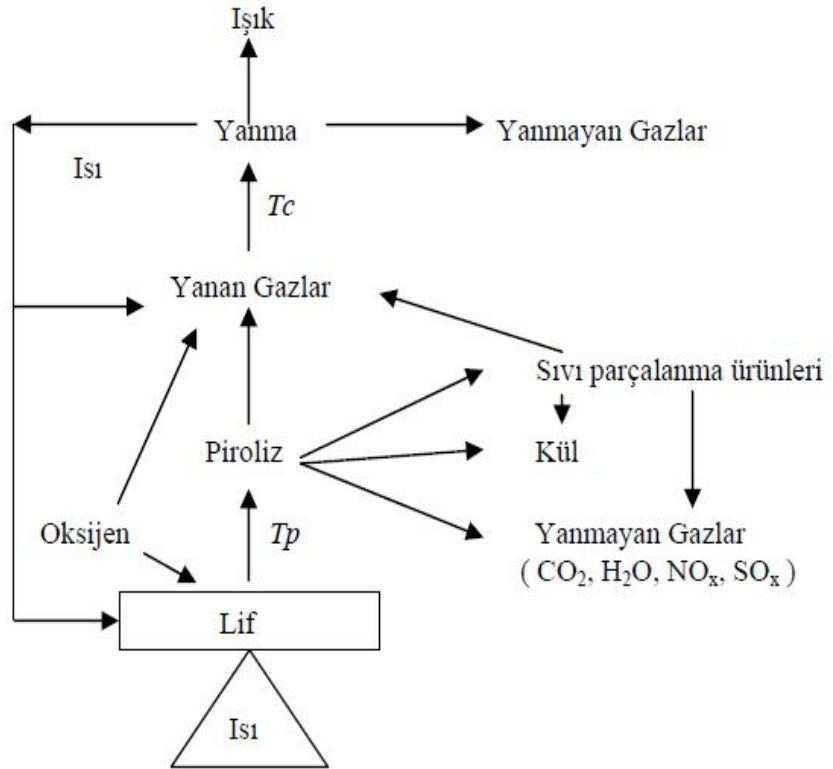 Işık
Yanma
Yanmayan Gazlar
Isı
Tc
Yanan Gazlar
Sıvı parçalanma ürünleri
Piroliz
Kül
Oksijen
Tp
Yanmayan Gazlar
( CO₂, H₂O, NOₓ, SOₓ )
Lif
Isı